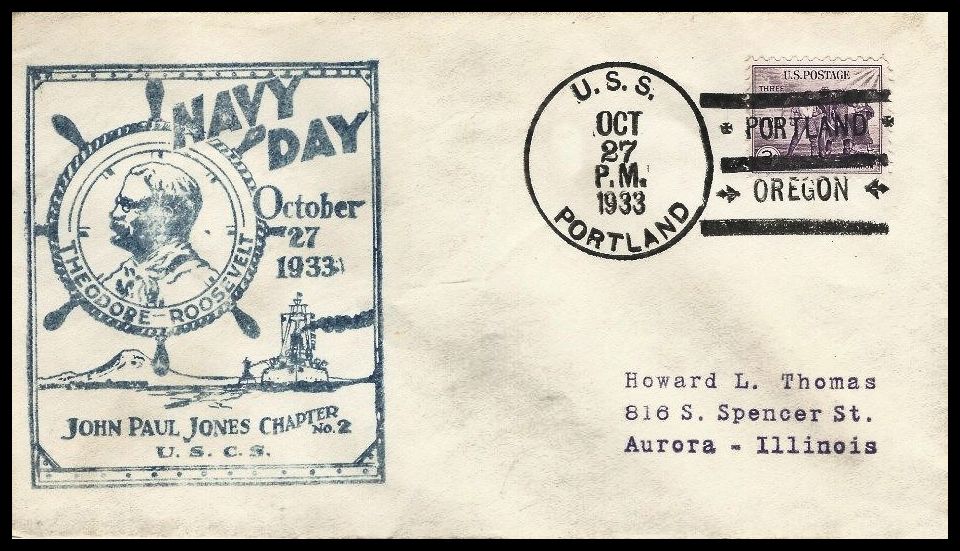 NAVY
DAY
October
27
1933
THEODORE-ROOSEVELT
JOHN PAUL JONES CHAPTER
No. 2
U. S. C. S.
U. S. S.
OCT
27
P.M.
1933
PORTLAND
U.S. POSTAGE
THREE
PORTLAND
OREGON
Howard L. Thomas
816 S. Spencer St.
Aurora - Illinois